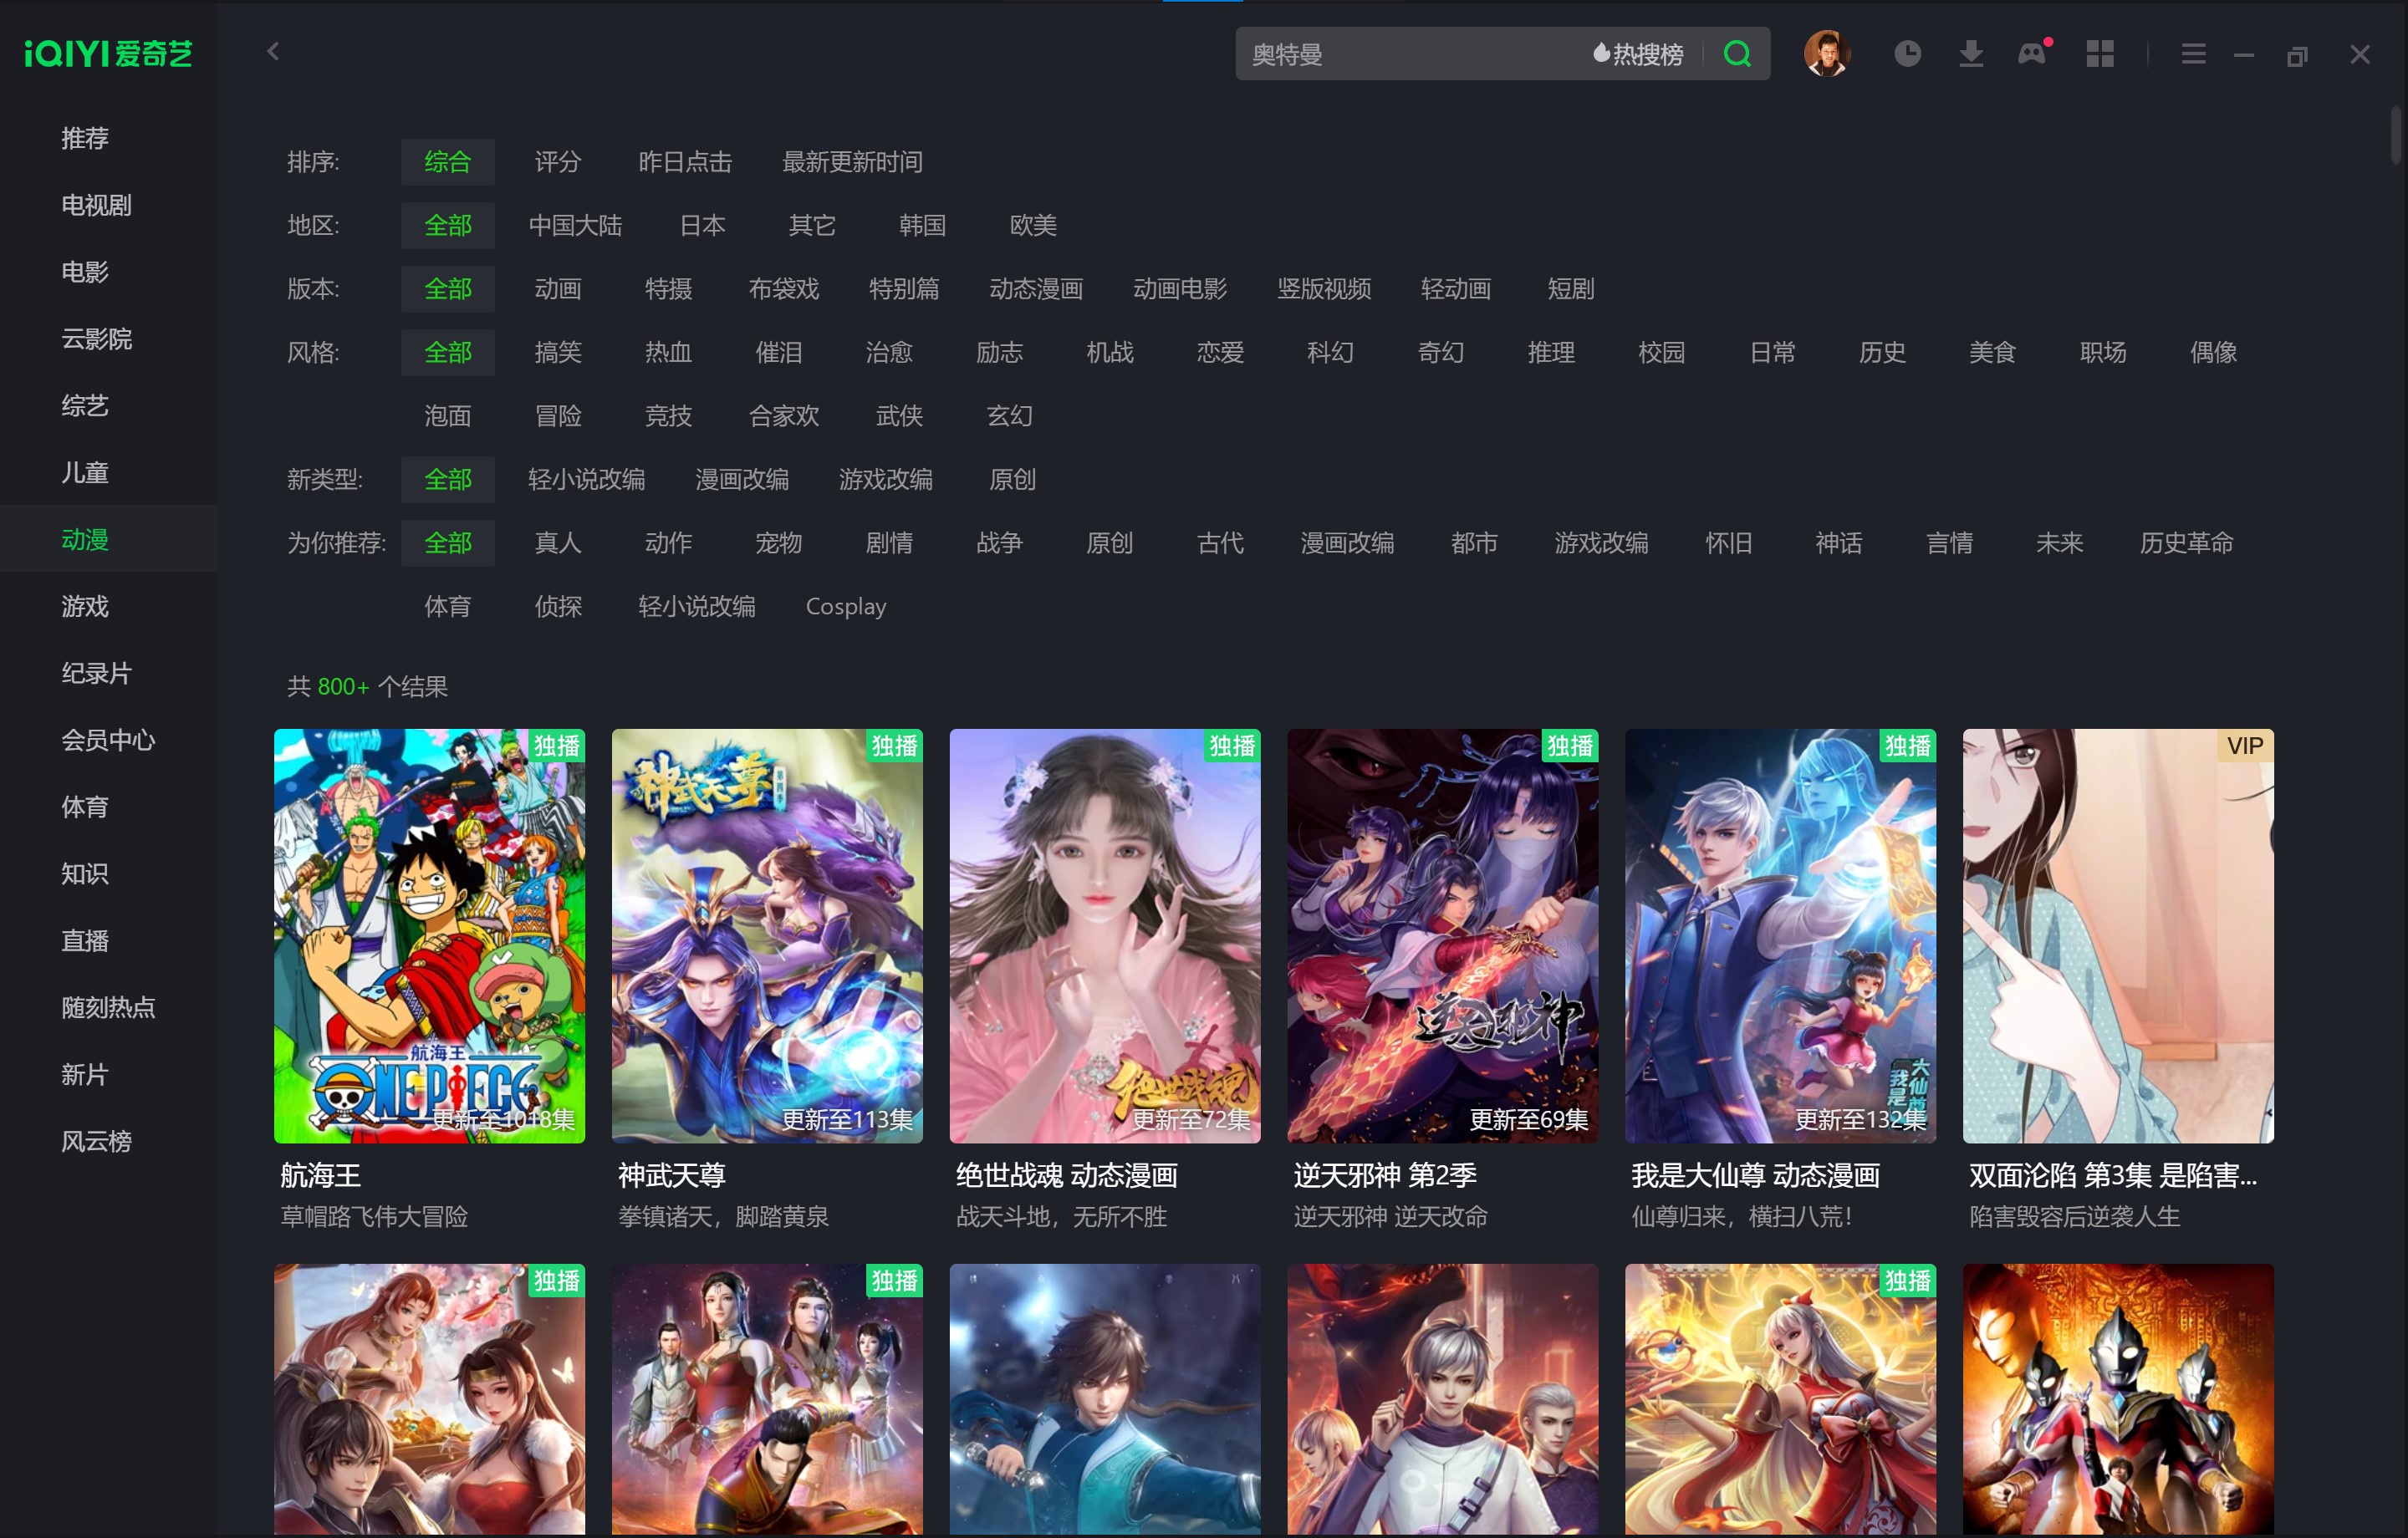 iQIYI 爱奇艺
奥特曼 热搜榜
推荐
电视剧
电影
云影院
综艺
儿童
动漫
游戏
纪录片
会员中心
体育
知识
直播
随刻热点
新片
风云榜
排序: 综合 评分 昨日点击 最新更新时间
地区: 全部 中国大陆 日本 其它 韩国 欧美
版本: 全部 动画 特摄 布袋戏 特别篇 动态漫画 动画电影 竖版视频 轻动画 短剧
风格: 全部 搞笑 热血 催泪 治愈 励志 机战 恋爱 科幻 奇幻 推理 校园 日常 历史 美食 职场 偶像
泡面 冒险 竞技 合家欢 武侠 玄幻
新类型: 全部 轻小说改编 漫画改编 游戏改编 原创
为你推荐: 全部 真人 动作 宠物 剧情 战争 原创 古代 漫画改编 都市 游戏改编 怀旧 神话 言情 未来 历史革命
体育 侦探 轻小说改编 Cosplay
共 800+ 个结果
独播
航海王
ONE PIECE
更新至1018集
航海王
草帽路飞伟大冒险
独播
神武天尊
第四季
更新至113集
神武天尊
拳镇诸天，脚踏黄泉
独播
绝世战魂
更新至72集
绝世战魂 动态漫画
战天斗地，无所不胜
独播
逆天邪神
更新至69集
逆天邪神 第2季
逆天邪神 逆天改命
独播
我是大仙尊
更新至132集
我是大仙尊 动态漫画
仙尊归来，横扫八荒！
VIP
双面沦陷 第3集 是陷害...
陷害毁容后逆袭人生
独播
独播
独播